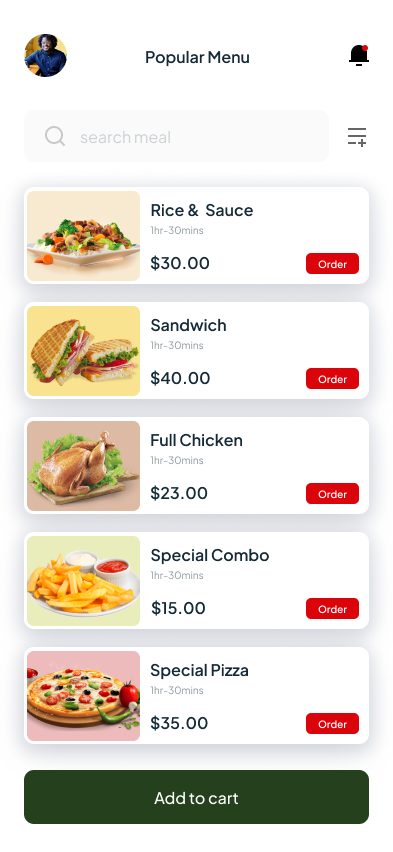 Popular Menu
search meal
Rice & Sauce
1hr-30mins
$30.00
Order
Sandwich
1hr-30mins
$40.00
Order
Full Chicken
1hr-30mins
$23.00
Order
Special Combo
1hr-30mins
$15.00
Order
Special Pizza
1hr-30mins
$35.00
Order
Add to cart